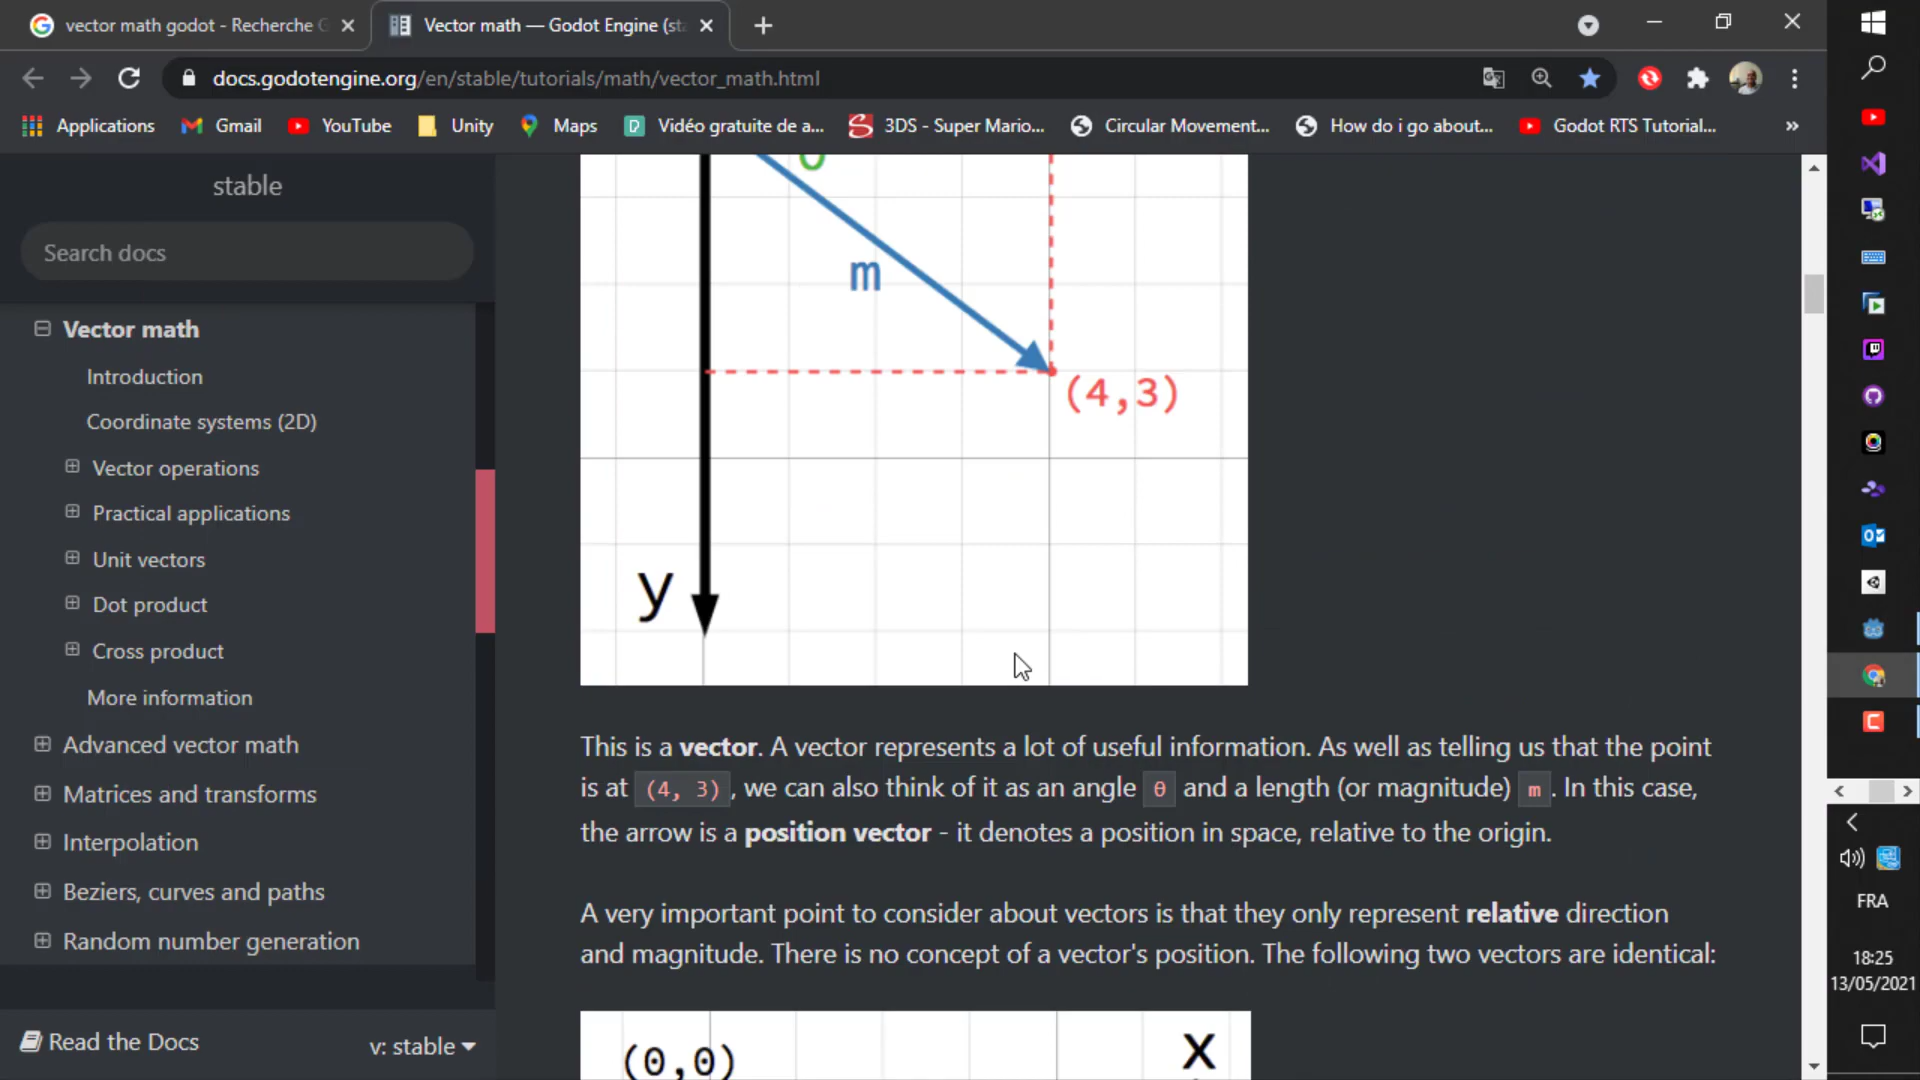 vector math godot - Recherche G
Vector math — Godot Engine (sta
docs.godotengine.org/en/stable/tutorials/math/vector_math.html
Applications
Gmail
YouTube
Unity
Maps
Vidéo gratuite de a...
3DS - Super Mario...
Circular Movement...
How do i go about...
Godot RTS Tutorial...
»
stable
Search docs
Vector math
Introduction
Coordinate systems (2D)
Vector operations
Practical applications
Unit vectors
Dot product
Cross product
More information
Advanced vector math
Matrices and transforms
Interpolation
Beziers, curves and paths
Random number generation
Read the Docs
v: stable
m
(4,3)
y
This is a vector. A vector represents a lot of useful information. As well as telling us that the point
is at (4, 3), we can also think of it as an angle θ and a length (or magnitude) m. In this case,
the arrow is a position vector - it denotes a position in space, relative to the origin.
A very important point to consider about vectors is that they only represent relative direction
and magnitude. There is no concept of a vector's position. The following two vectors are identical:
(0,0)
x
FRA
18:25
13/05/2021